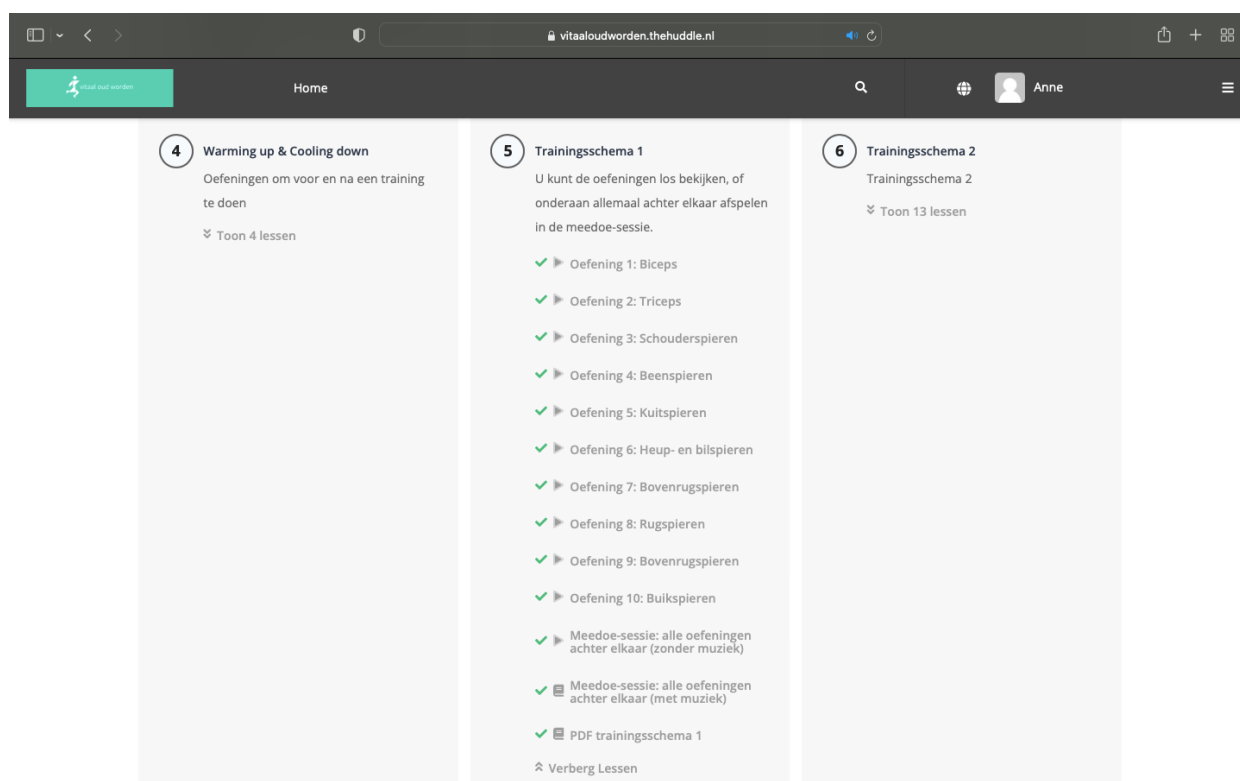 vitaaloudworden.thehuddle.nl
vitaal oud worden
Home
Anne
4
Warming up & Cooling down
Oefeningen om voor en na een training
te doen
Toon 4 lessen
5
Trainingsschema 1
U kunt de oefeningen los bekijken, of
onderaan allemaal achter elkaar afspelen
in de meedoe-sessie.
Oefening 1: Biceps
Oefening 2: Triceps
Oefening 3: Schouderspieren
Oefening 4: Beenspieren
Oefening 5: Kuitspieren
Oefening 6: Heup- en bilspieren
Oefening 7: Bovenrugspieren
Oefening 8: Rugspieren
Oefening 9: Bovenrugspieren
Oefening 10: Buikspieren
Meedoe-sessie: alle oefeningen
achter elkaar (zonder muziek)
Meedoe-sessie: alle oefeningen
achter elkaar (met muziek)
PDF trainingsschema 1
Verberg Lessen
6
Trainingsschema 2
Trainingsschema 2
Toon 13 lessen